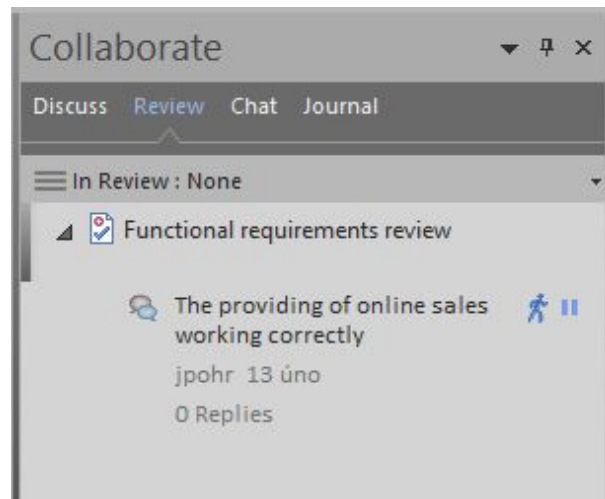 Collaborate
Discuss Review Chat Journal
In Review : None
Functional requirements review
The providing of online sales
working correctly
jpohr 13 úno
0 Replies